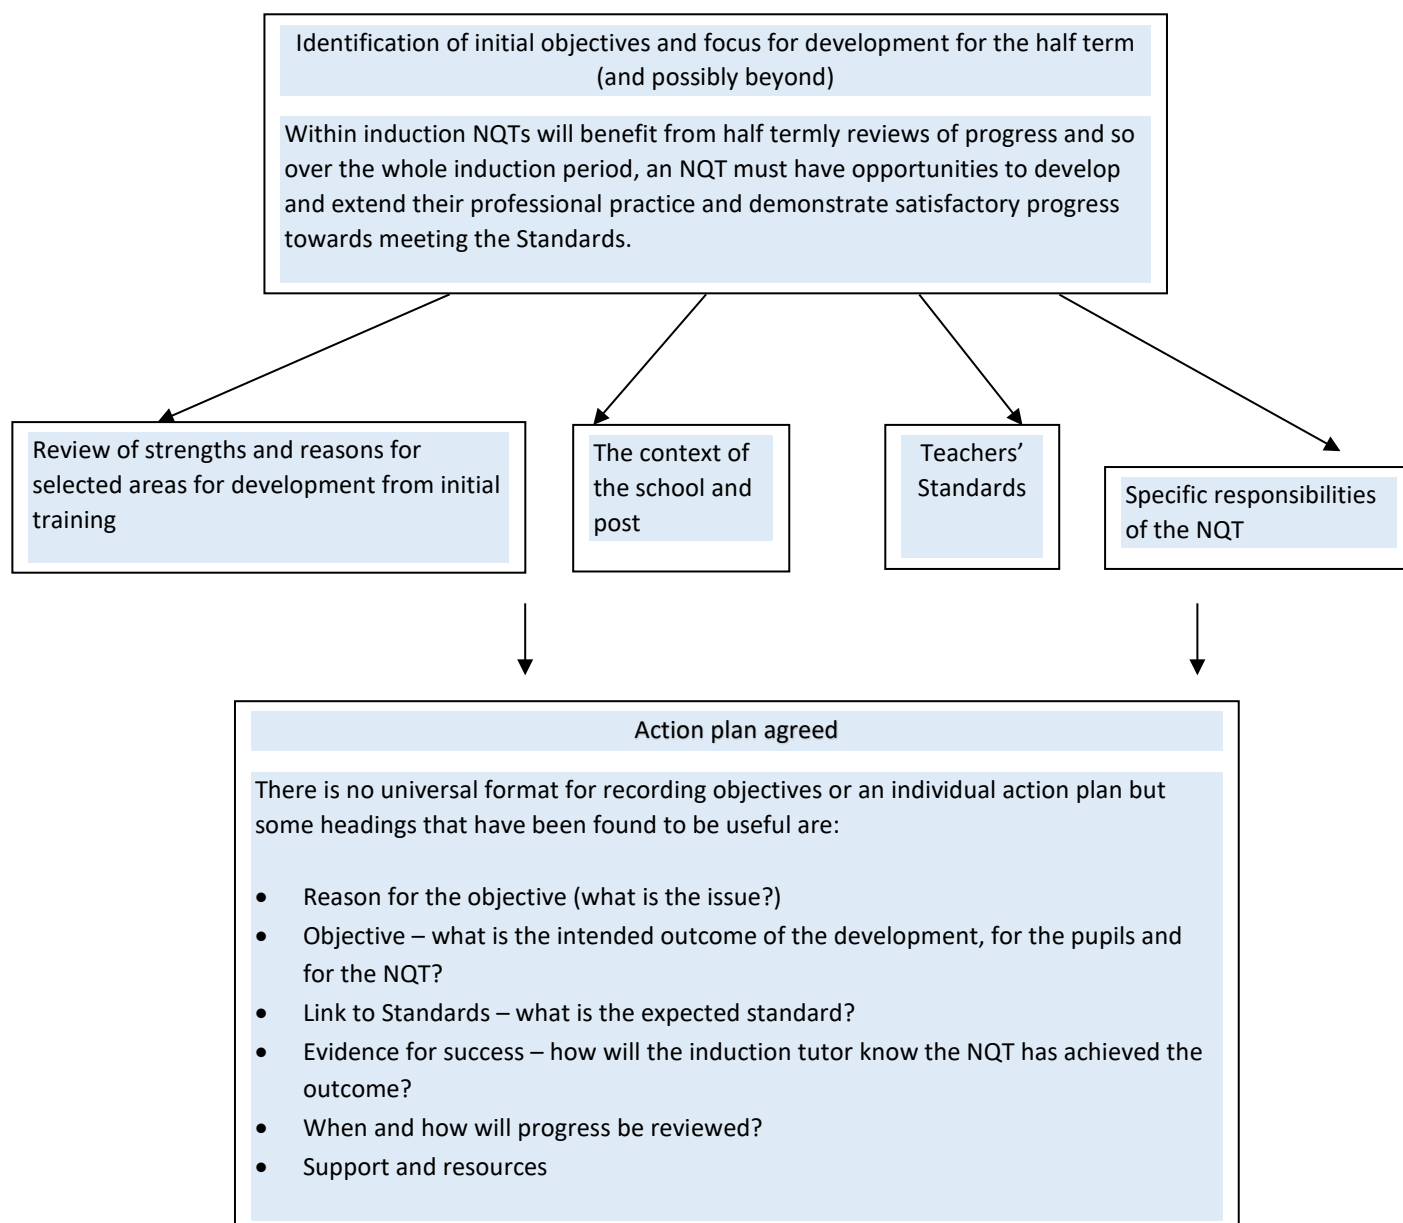 Identification of initial objectives and focus for development for the half term
(and possibly beyond)
Within induction NQTs will benefit from half termly reviews of progress and so
over the whole induction period, an NQT must have opportunities to develop
and extend their professional practice and demonstrate satisfactory progress
towards meeting the Standards.
Review of strengths and reasons for
selected areas for development from initial
training
The context of
the school and
post
Teachers’
Standards
Specific responsibilities
of the NQT
Action plan agreed
There is no universal format for recording objectives or an individual action plan but
some headings that have been found to be useful are:
• Reason for the objective (what is the issue?)
• Objective – what is the intended outcome of the development, for the pupils and
for the NQT?
• Link to Standards – what is the expected standard?
• Evidence for success – how will the induction tutor know the NQT has achieved the
outcome?
• When and how will progress be reviewed?
• Support and resources